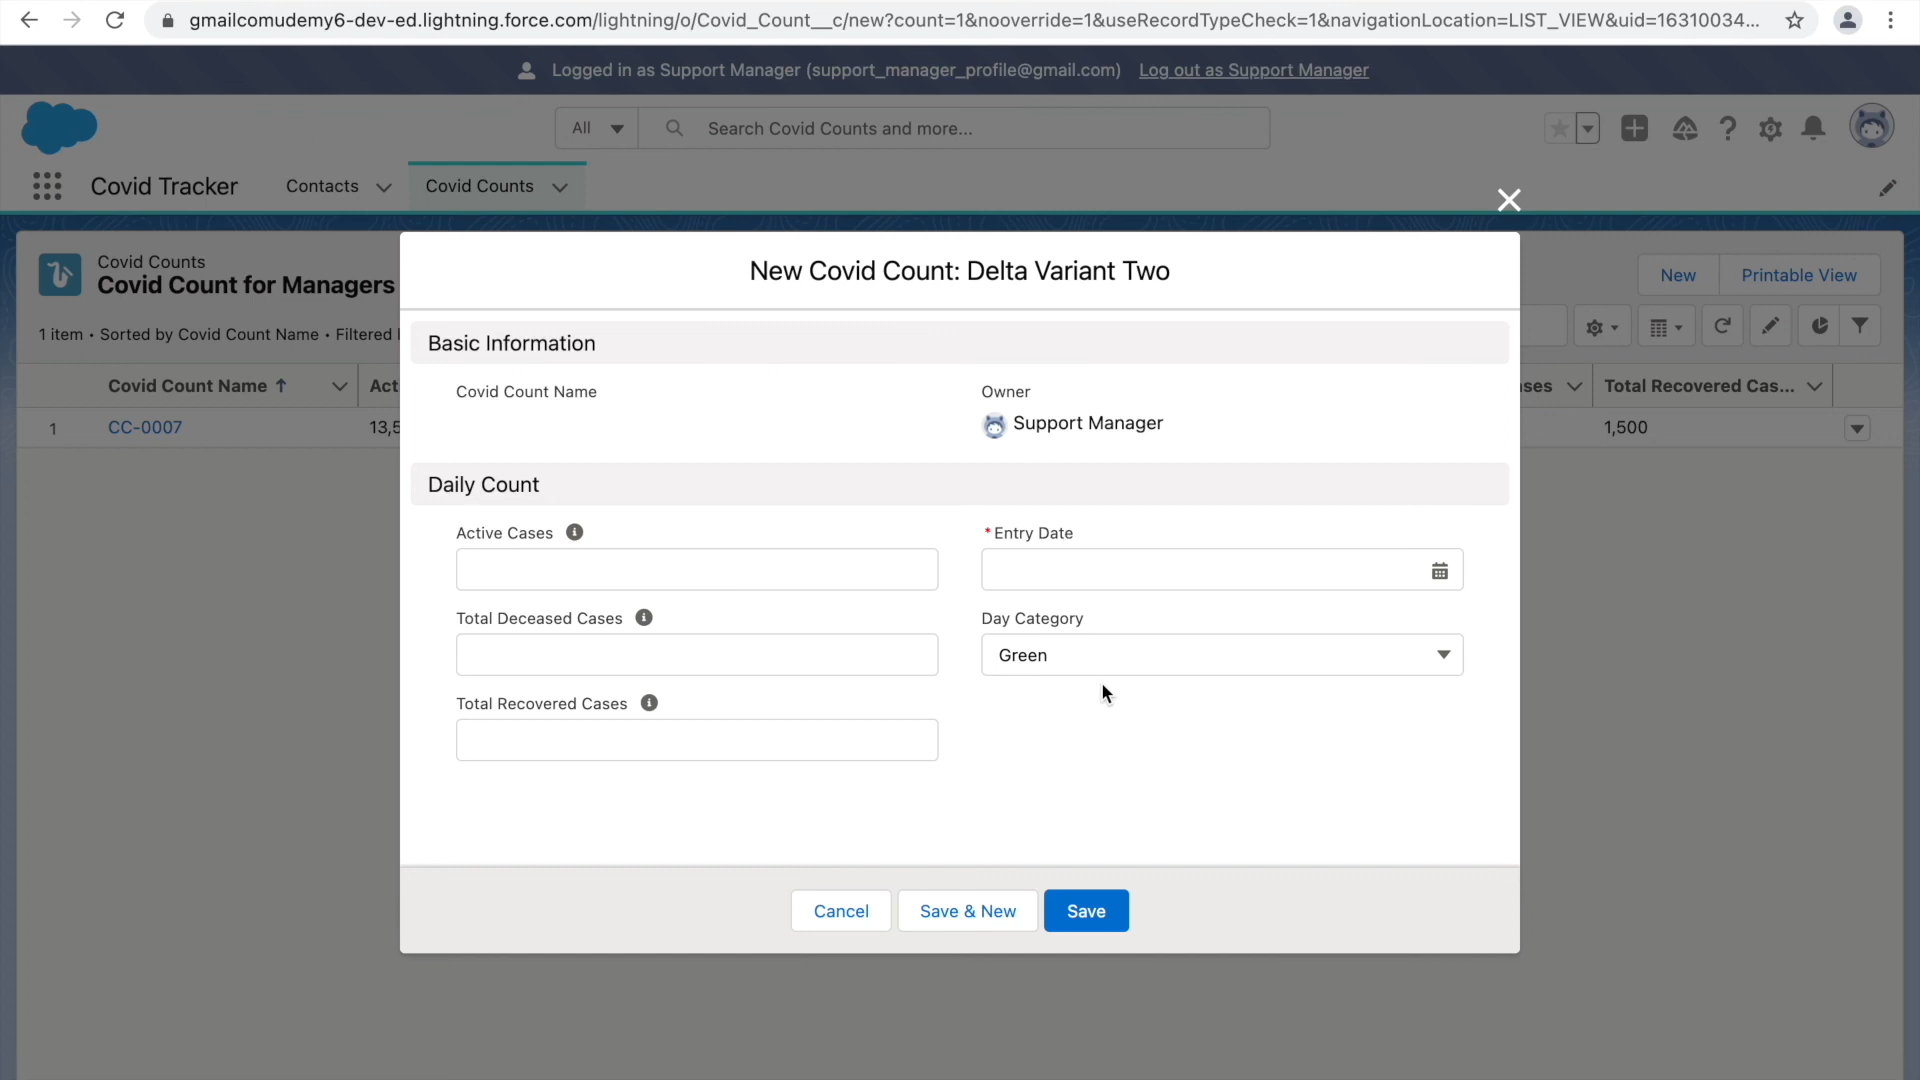 gmailcomudemy6-dev-ed.lightning.force.com/lightning/o/Covid_Count__c/new?count=1&nooverride=1&useRecordTypeCheck=1&navigationLocation=LIST_VIEW&uid=16310034...
Logged in as Support Manager (support_manager_profile@gmail.com) Log out as Support Manager
All Search Covid Counts and more...
Covid Tracker Contacts Covid Counts
Covid Counts
Covid Count for Managers
New Printable View
1 item • Sorted by Covid Count Name • Filtered
Covid Count Name Act
ses Total Recovered Cas...
1 CC-0007 13,5
1,500
New Covid Count: Delta Variant Two
Basic Information
Covid Count Name Owner
Support Manager
Daily Count
Active Cases *Entry Date
Total Deceased Cases Day Category
Green
Total Recovered Cases
Cancel Save & New Save